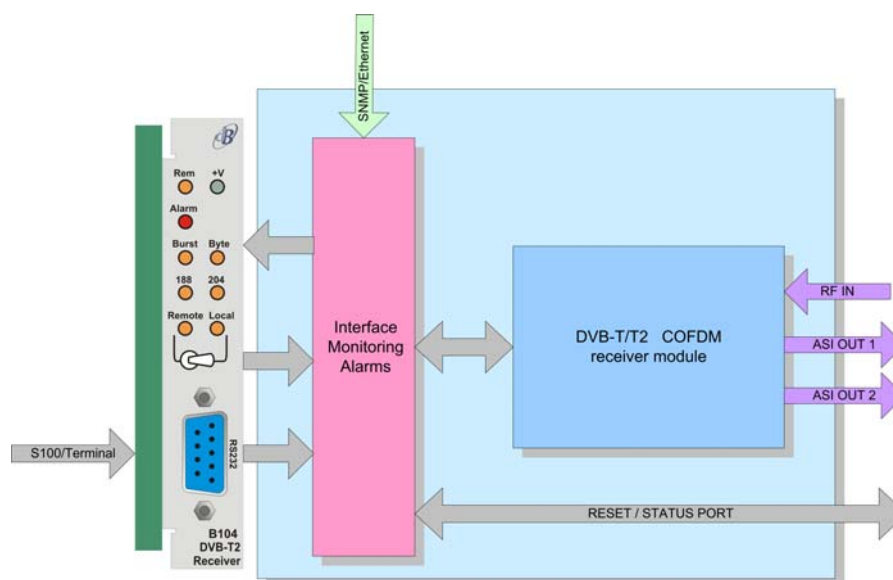 SNMP/Ethernet
dB
Rem +V
Alarm
Burst Byte
188 204
Remote Local
RS232
B104
DVB-T2
Receiver
S100/Terminal
Interface
Monitoring
Alarms
DVB-T/T2 COFDM
receiver module
RF IN
ASI OUT 1
ASI OUT 2
RESET / STATUS PORT